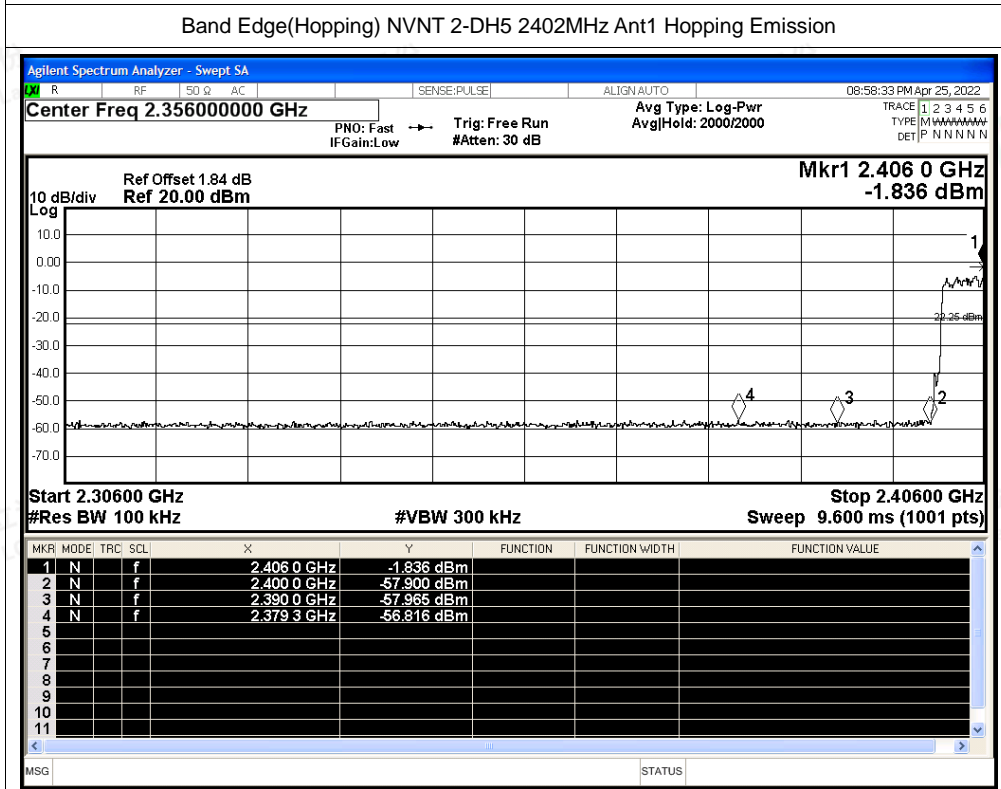 Band Edge(Hopping) NVNT 2-DH5 2402MHz Ant1 Hopping Emission
Agilent Spectrum Analyzer - Swept SA
LXI R RF 50 Ω AC SENSE:PULSE ALIGN AUTO 08:58:33 PM Apr 25, 2022
Center Freq 2.356000000 GHz
PNO: Fast
IFGain:Low
Trig: Free Run
#Atten: 30 dB
Avg Type: Log-Pwr
Avg|Hold: 2000/2000
TRACE 1 2 3 4 5 6
TYPE M WWWWW
DET P N N N N N
Mkr1 2.406 0 GHz
-1.836 dBm
Ref Offset 1.84 dB
10 dB/div Ref 20.00 dBm
Log
10.0
0.00
-10.0
-20.0
-30.0
-40.0
-50.0
-60.0
-70.0
1
22.25 dBm
4
3
2
Start 2.30600 GHz Stop 2.40600 GHz
#Res BW 100 kHz #VBW 300 kHz Sweep 9.600 ms (1001 pts)
MKR MODE TRC SCL X Y FUNCTION FUNCTION WIDTH FUNCTION VALUE
1 N f 2.406 0 GHz -1.836 dBm
2 N f 2.400 0 GHz -57.900 dBm
3 N f 2.390 0 GHz -57.965 dBm
4 N f 2.379 3 GHz -56.816 dBm
5
6
7
8
9
10
11
MSG STATUS